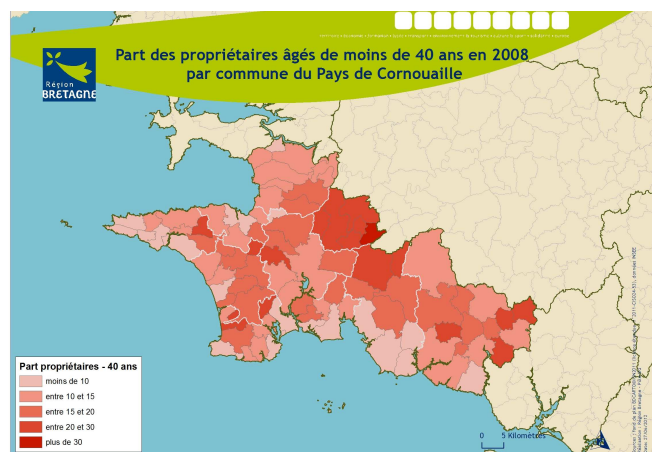 Part des propriétaires âgés de moins de 40 ans en 2008
par commune du Pays de Cornouaille
Région
BRETAGNE
Part propriétaires - 40 ans
moins de 10
entre 10 et 15
entre 15 et 20
entre 20 et 30
plus de 30
0 5 Kilomètres